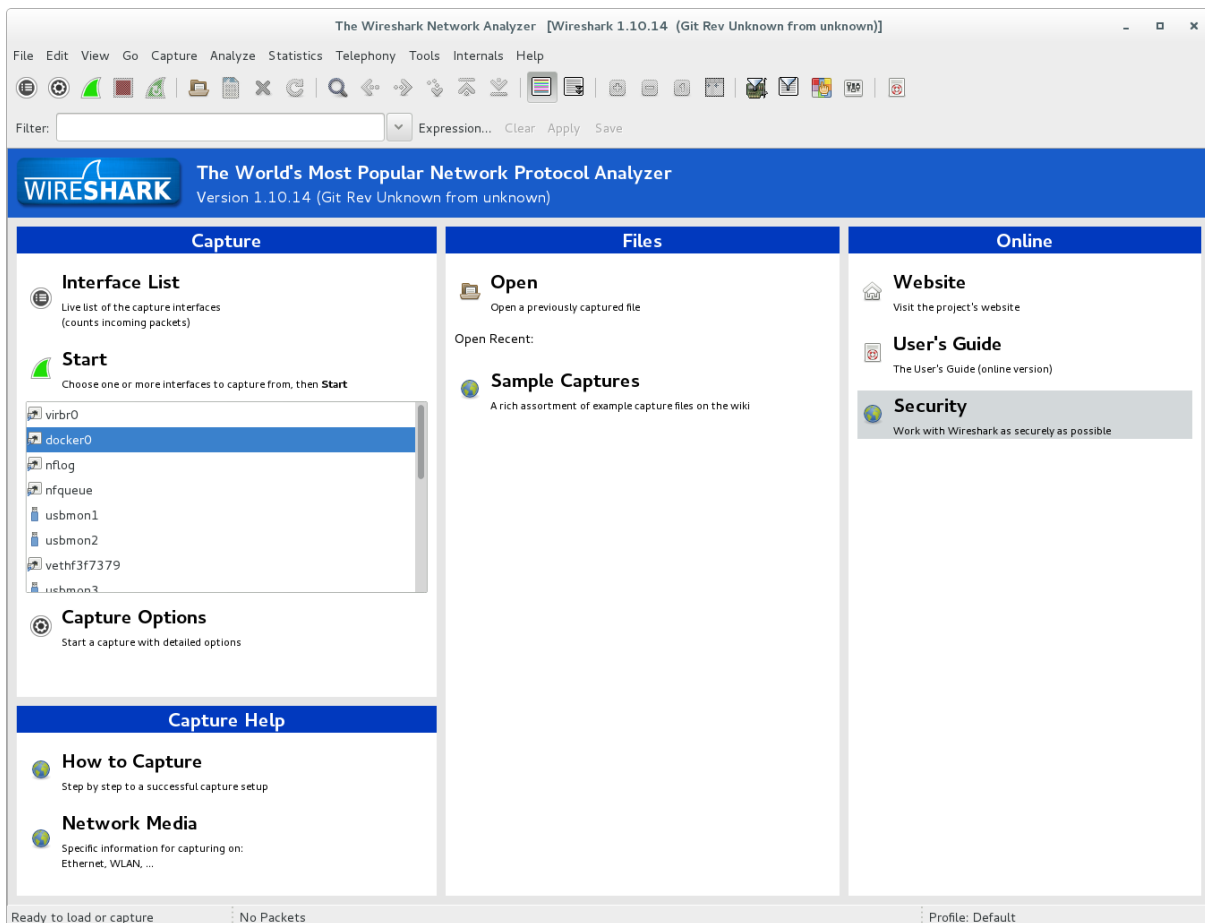 The Wireshark Network Analyzer [Wireshark 1.10.14 (Git Rev Unknown from unknown)]
File Edit View Go Capture Analyze Statistics Telephony Tools Internals Help
Filter: Expression... Clear Apply Save
WIRESHARK
The World's Most Popular Network Protocol Analyzer
Version 1.10.14 (Git Rev Unknown from unknown)
Capture
Interface List
Live list of the capture interfaces
(counts incoming packets)
Start
Choose one or more interfaces to capture from, then Start
virbr0
docker0
nflog
nfqueue
usbmon1
usbmon2
vethf3f7379
usbmon3
Capture Options
Start a capture with detailed options
Capture Help
How to Capture
Step by step to a successful capture setup
Network Media
Specific information for capturing on:
Ethernet, WLAN, ...
Files
Open
Open a previously captured file
Open Recent:
Sample Captures
A rich assortment of example capture files on the wiki
Online
Website
Visit the project's website
User's Guide
The User's Guide (online version)
Security
Work with Wireshark as securely as possible
Ready to load or capture
No Packets
Profile: Default